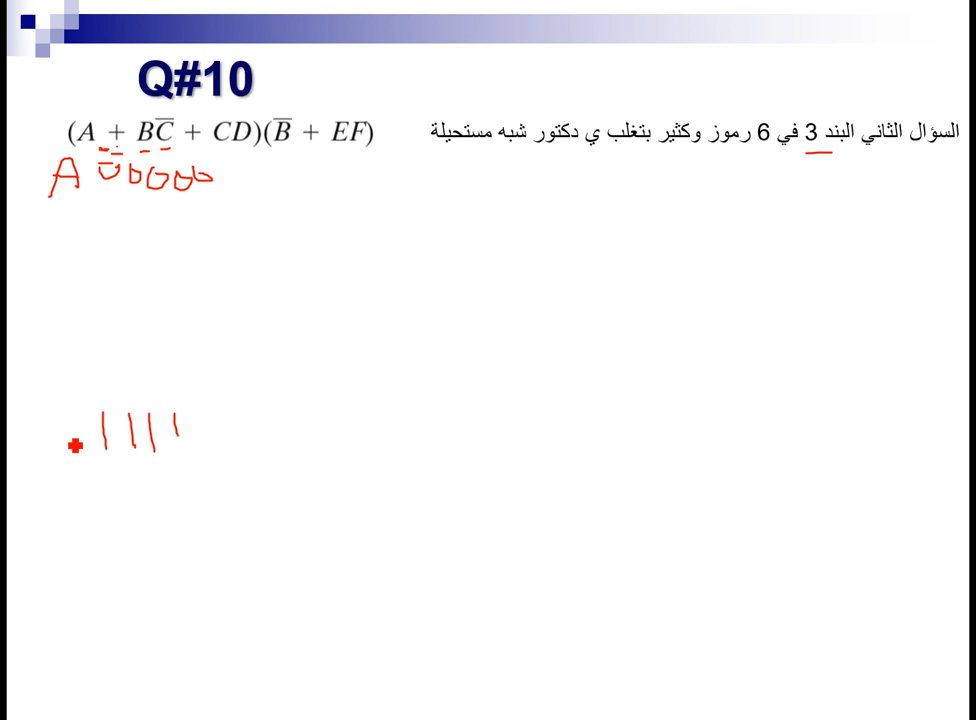 Q#10
(A + BC̅ + CD)(B̅ + EF) السؤال الثاني البند 3 في 6 رموز وكثير بتغلب ي دكتور شبه مستحيلة
A